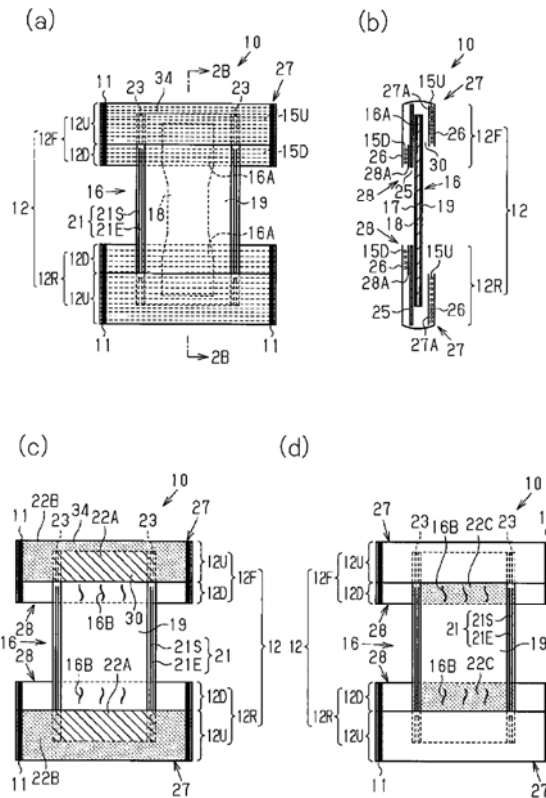 (a)
10
11 23 34 2B 23 27
15U
12U
12F
12D
15D
16A
12
16
18
19
21 { 21S
21E
16A
12D
12R
12U
11 2B 11
(b)
10
27A 15U 27
16A
15D
26
26
12F
28A
30
28
25
16
17
19
12
28
18
15D
15U
26
28A
12R
25
26
27A 27
(c)
10
22B 34 22A 23
11 23 27
12U
12F
12D
28
16B 30
19
16
21S
21
21E
12
28
16B 22A
12D
12R
12U
22B
11 27
(d)
10
27 23 16B 22C 23
11
12U
12F
12D
28
19
21 { 21S
21E
16
12
28
16B 22C
12D
12R
12U
11 27